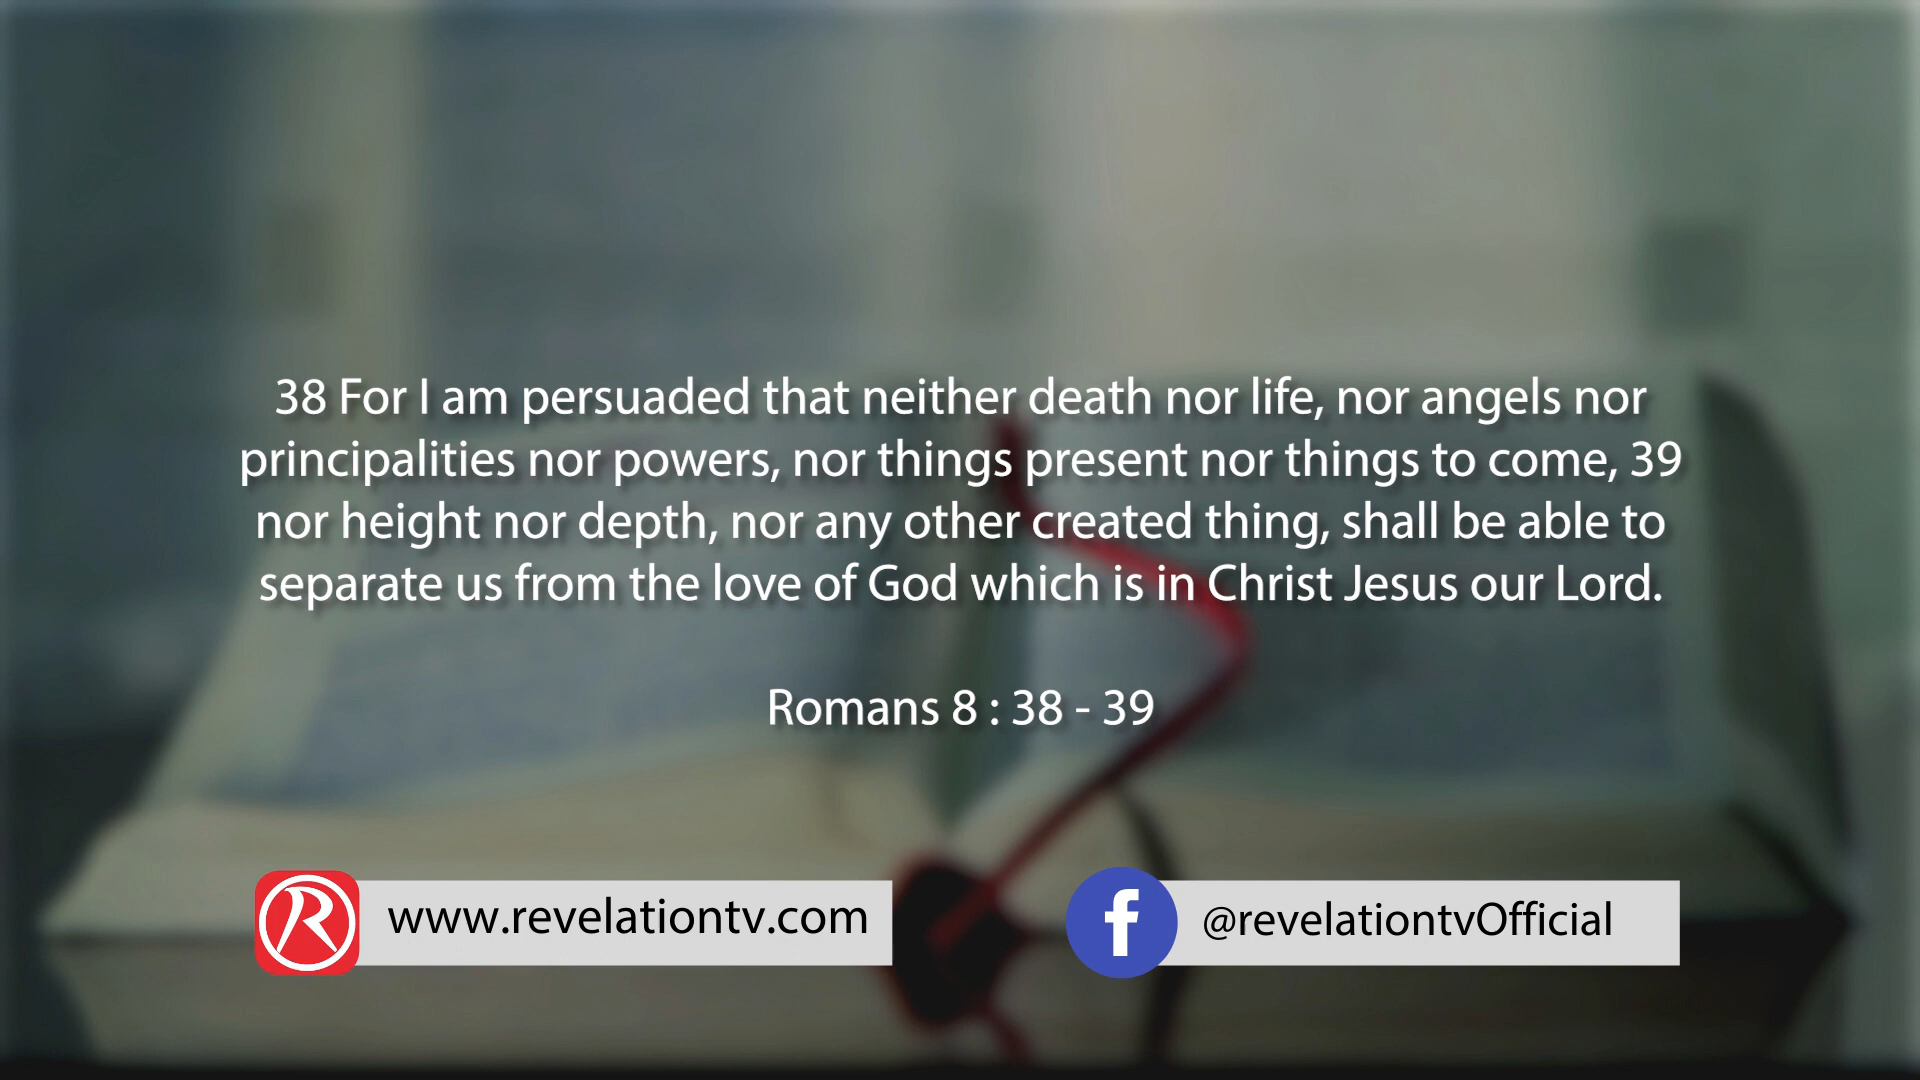 38 For I am persuaded that neither death nor life, nor angels nor
principalities nor powers, nor things present nor things to come, 39
nor height nor depth, nor any other created thing, shall be able to
separate us from the love of God which is in Christ Jesus our Lord.
Romans 8 : 38 - 39
www.revelationtv.com
@revelationtvOfficial